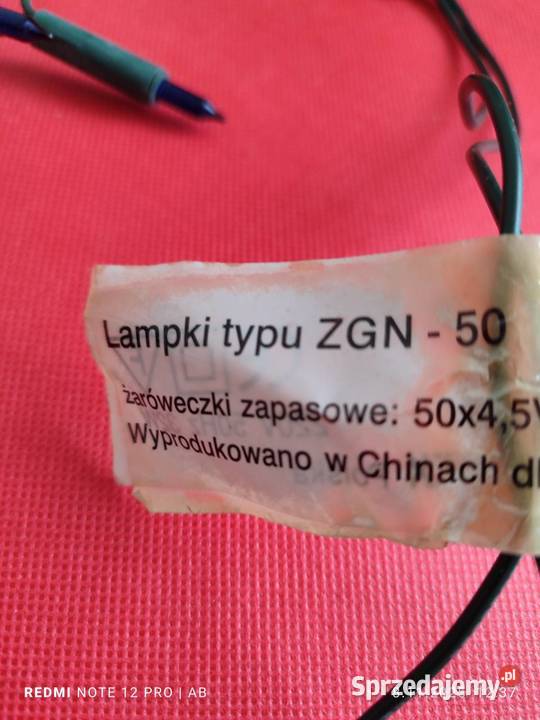 Lampki typu ZGN - 50
żaróweczki zapasowe: 50x4,5V
Wyprodukowano w Chinach dl
REDMI NOTE 12 PRO | AB
Sprzedajemy.pl